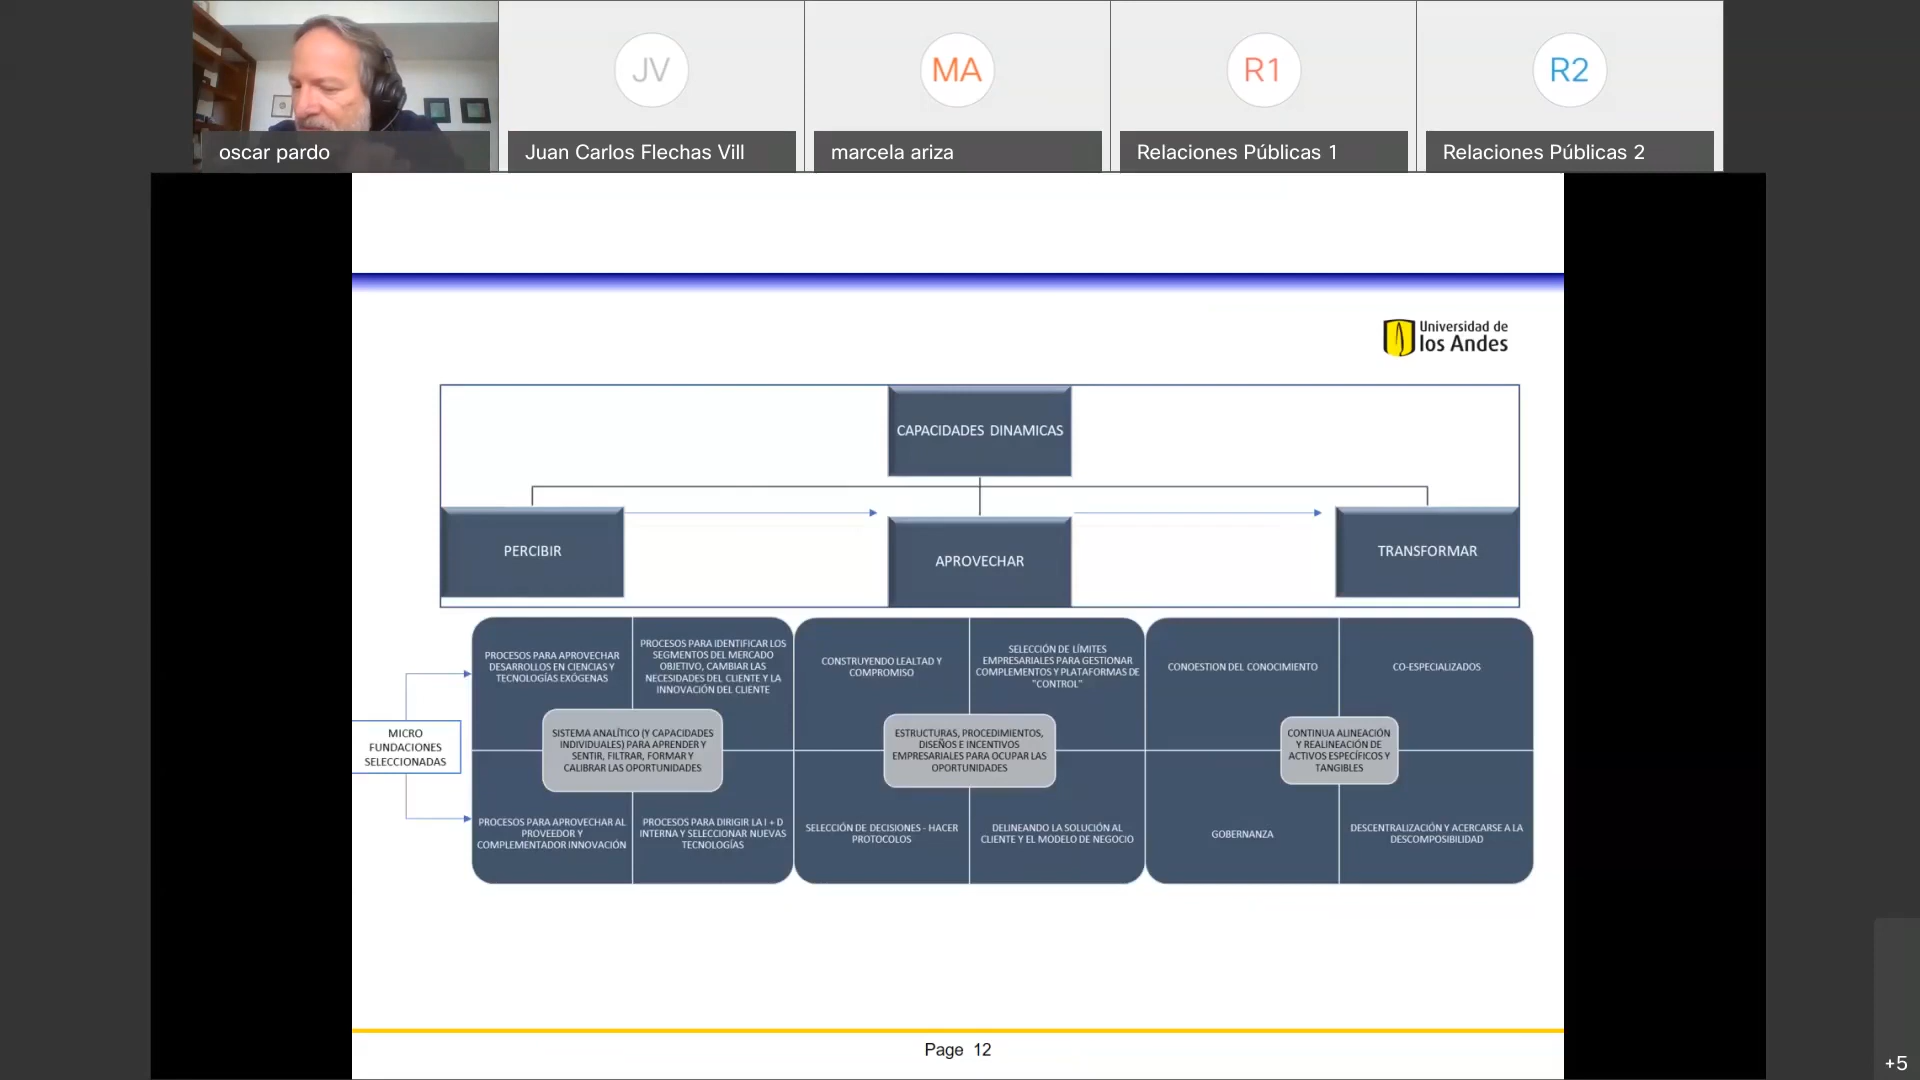 JV
MA
R1
R2
oscar pardo
Juan Carlos Flechas Vill
marcela ariza
Relaciones Públicas 1
Relaciones Públicas 2
Universidad de
los Andes
CAPACIDADES DINAMICAS
PERCIBIR
APROVECHAR
TRANSFORMAR
MICRO
FUNDACIONES
SELECCIONADAS
PROCESOS PARA APROVECHAR
DESARROLLOS EN CIENCIAS Y
TECNOLOGÍAS EXÓGENAS
PROCESOS PARA IDENTIFICAR LOS
SEGMENTOS DEL MERCADO
OBJETIVO, CAMBIAR LAS
NECESIDADES DEL CLIENTE Y LA
INNOVACIÓN DEL CLIENTE
SISTEMA ANALÍTICO (Y CAPACIDADES
INDIVIDUALES) PARA APRENDER Y
SENTIR, FILTRAR, FORMAR Y
CALIBRAR LAS OPORTUNIDADES
PROCESOS PARA APROVECHAR AL
PROVEEDOR Y
COMPLEMENTADOR INNOVACIÓN
PROCESOS PARA DIRIGIR LA I + D
INTERNA Y SELECCIONAR NUEVAS
TECNOLOGÍAS
CONSTRUYENDO LEALTAD Y
COMPROMISO
SELECCIÓN DE LÍMITES
EMPRESARIALES PARA GESTIONAR
COMPLEMENTOS Y PLATAFORMAS DE
"CONTROL"
ESTRUCTURAS, PROCEDIMIENTOS,
DISEÑOS E INCENTIVOS
EMPRESARIALES PARA OCUPAR LAS
OPORTUNIDADES
SELECCIÓN DE DECISIONES - HACER
PROTOCOLOS
DELINEANDO LA SOLUCIÓN AL
CLIENTE Y EL MODELO DE NEGOCIO
CONOESTION DEL CONOCIMIENTO
CO-ESPECIALIZADOS
CONTINUA ALINEACIÓN
Y REALINEACIÓN DE
ACTIVOS ESPECÍFICOS Y
TANGIBLES
GOBERNANZA
DESCENTRALIZACIÓN Y ACERCARSE A LA
DESCOMPOSIBILIDAD
Page 12
+5